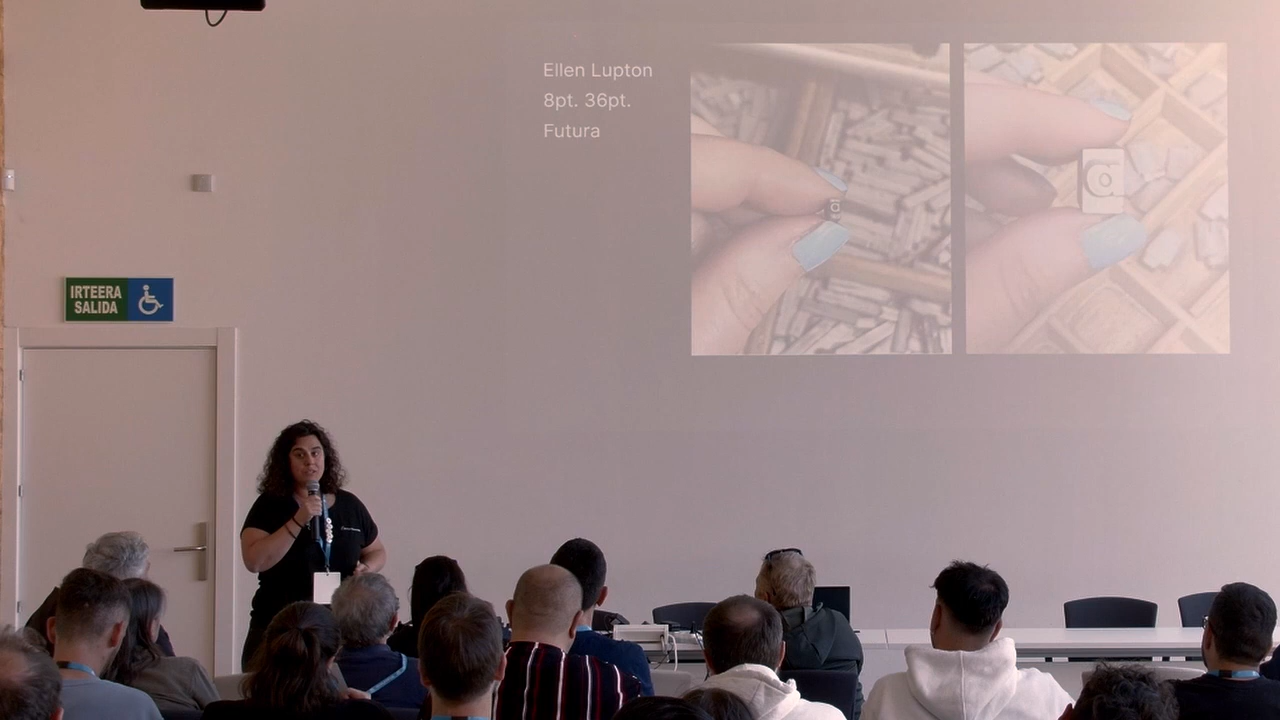 Ellen Lupton
8pt. 36pt.
Futura
a
IRTEERA
SALIDA